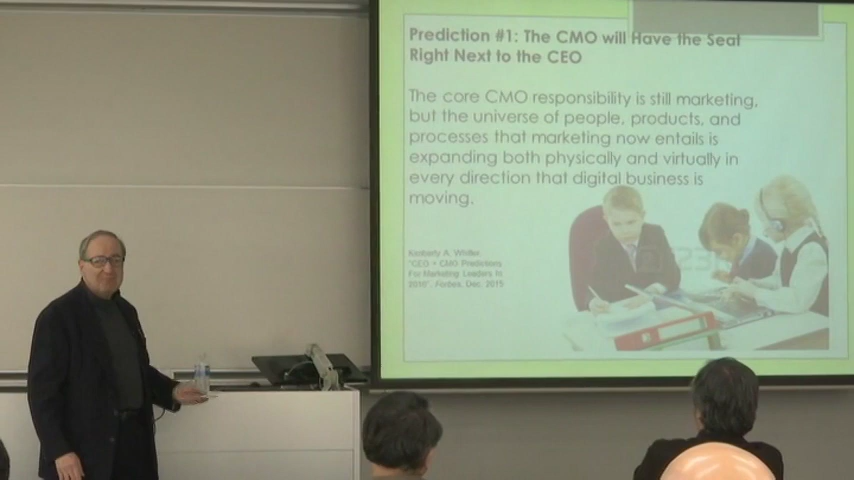 Prediction #1: The CMO will Have the Seat
Right Next to the CEO
The core CMO responsibility is still marketing,
but the universe of people, products, and
processes that marketing now entails is
expanding both physically and virtually in
every direction that digital business is
moving.
Kimberly A. Whitler
"CEO + CMO Predictions
For Marketing Leaders In
2016". Forbes, Dec. 2015